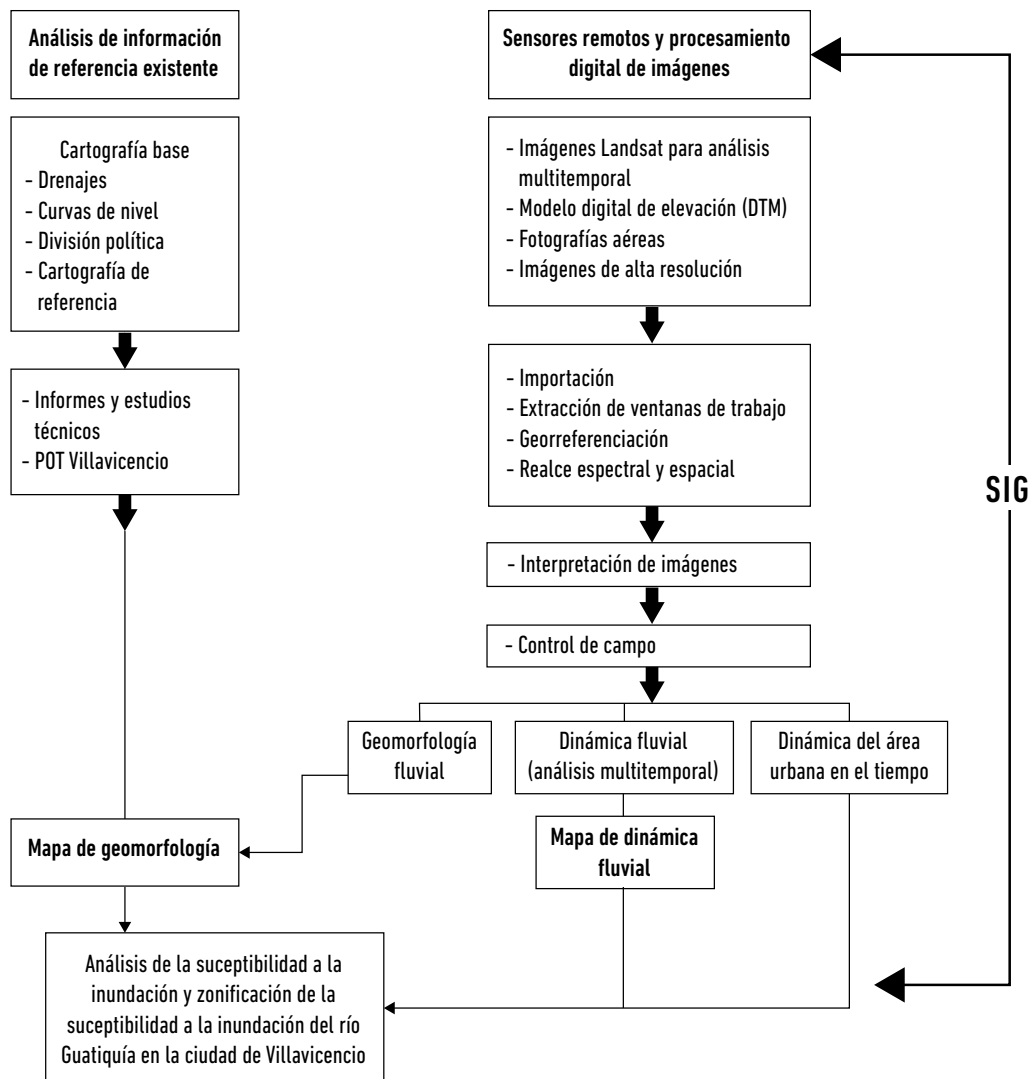 Análisis de información
de referencia existente
Cartografía base
- Drenajes
- Curvas de nivel
- División política
- Cartografía de
referencia
- Informes y estudios
técnicos
- POT Villavicencio
Mapa de geomorfología
Sensores remotos y procesamiento
digital de imágenes
- Imágenes Landsat para análisis
multitemporal
- Modelo digital de elevación (DTM)
- Fotografías aéreas
- Imágenes de alta resolución
- Importación
- Extracción de ventanas de trabajo
- Georreferenciación
- Realce espectral y espacial
- Interpretación de imágenes
- Control de campo
Geomorfología
fluvial
Dinámica fluvial
(análisis multitemporal)
Dinámica del área
urbana en el tiempo
Mapa de dinámica
fluvial
Análisis de la suceptibilidad a la
inundación y zonificación de la
suceptibilidad a la inundación del río
Guatiquía en la ciudad de Villavicencio
SIG